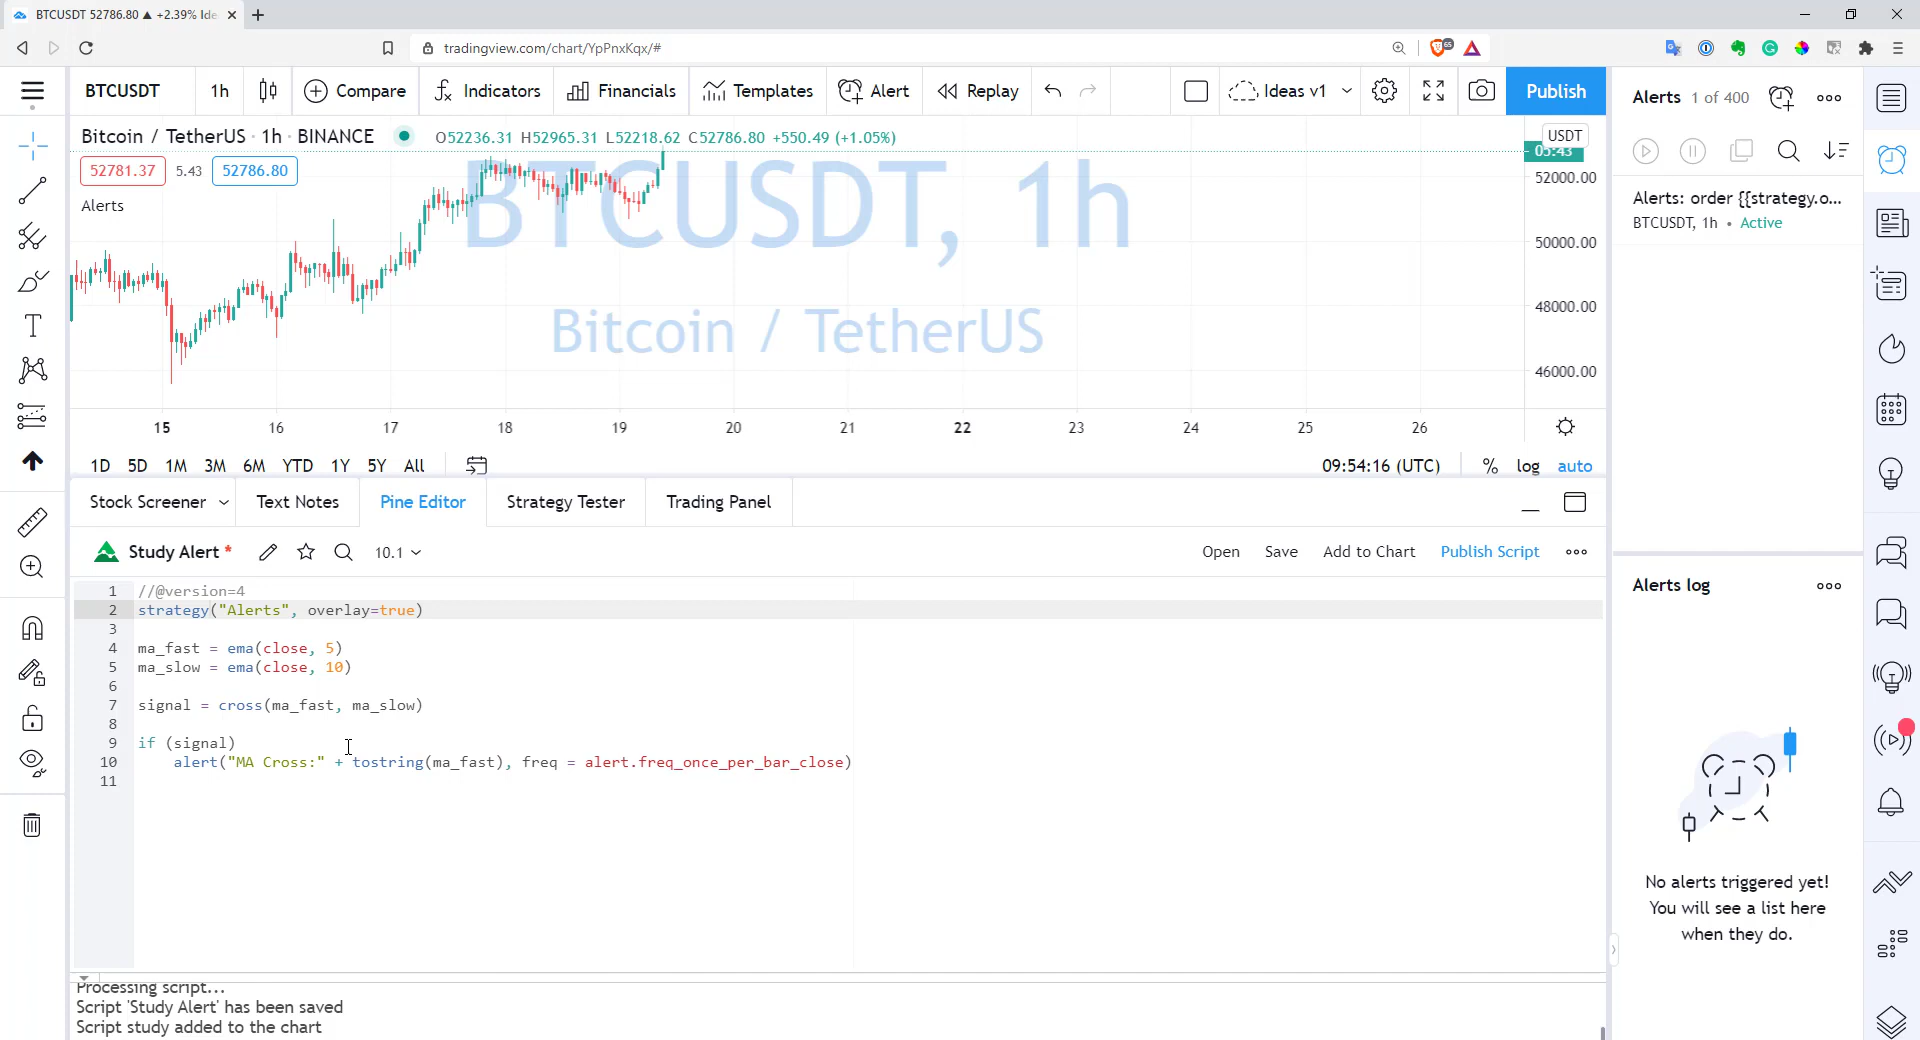 BTCUSDT 52786.80 ▲ +2.39% Ide
tradingview.com/chart/YpPnxKqx/#
65
BTCUSDT 1h Compare Indicators Financials Templates Alert Replay Ideas v1 Publish
Bitcoin / TetherUS · 1h · BINANCE O52236.31 H52965.31 L52218.62 C52786.80 +550.49 (+1.05%)
52781.37 5.43 52786.80
Alerts
BTCUSDT, 1h
Bitcoin / TetherUS
USDT
05:43
52000.00
50000.00
48000.00
46000.00
15 16 17 18 19 20 21 22 23 24 25 26
1D 5D 1M 3M 6M YTD 1Y 5Y All 09:54:16 (UTC) % log auto
Stock Screener Text Notes Pine Editor Strategy Tester Trading Panel
Study Alert * 10.1 Open Save Add to Chart Publish Script
1 //@version=4
2 strategy("Alerts", overlay=true)
3
4 ma_fast = ema(close, 5)
5 ma_slow = ema(close, 10)
6
7 signal = cross(ma_fast, ma_slow)
8
9 if (signal)
10 alert("MA Cross:" + tostring(ma_fast), freq = alert.freq_once_per_bar_close)
11
Processing script...
Script 'Study Alert' has been saved
Script study added to the chart
Alerts 1 of 400
Alerts: order {{strategy.o...
BTCUSDT, 1h • Active
Alerts log
No alerts triggered yet!
You will see a list here
when they do.